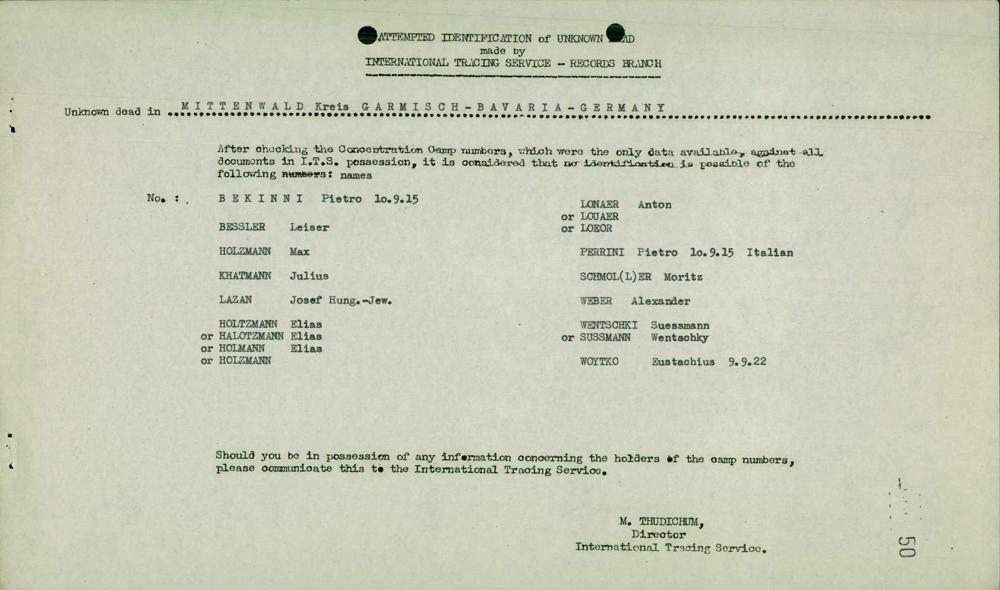 ATTEMPTED IDENTIFICATION of UNKNOWN
made by
INTERNATIONAL TRACING SERVICE - RECORDS BRANCH
Unknown dead in MITTENWALD Kreis GARMISCH-BAVARIA-GERMANY
After checking the Concentration Camp numbers, which were the only data available, against all
documents in I.T.S. possession, it is considered that no identification is possible of the
following numbers: names
No. : BEKINNI Pietro 10.9.15
BESSLER Leiser
HOLZMANN Max
KHATMANN Julius
LAZAN Josef Hung.-Jew.
HOLTZMANN Elias
or HALOTZMANN Elias
or HOLMANN Elias
or HOLZMANN
LONAER Anton
or LOUAER
or LOEOR
PERRINI Pietro 10.9.15 Italian
SCHMOL(L)ER Moritz
WEBER Alexander
WENTSCHKI Suessmann
or SUSSMANN Wentschky
WOYTKO Eustachius 9.9.22
Should you be in possession of any information concerning the holders of the camp numbers,
please communicate this to the International Tracing Service.
M. THUDICHUM,
Director
International Tracing Service.
50